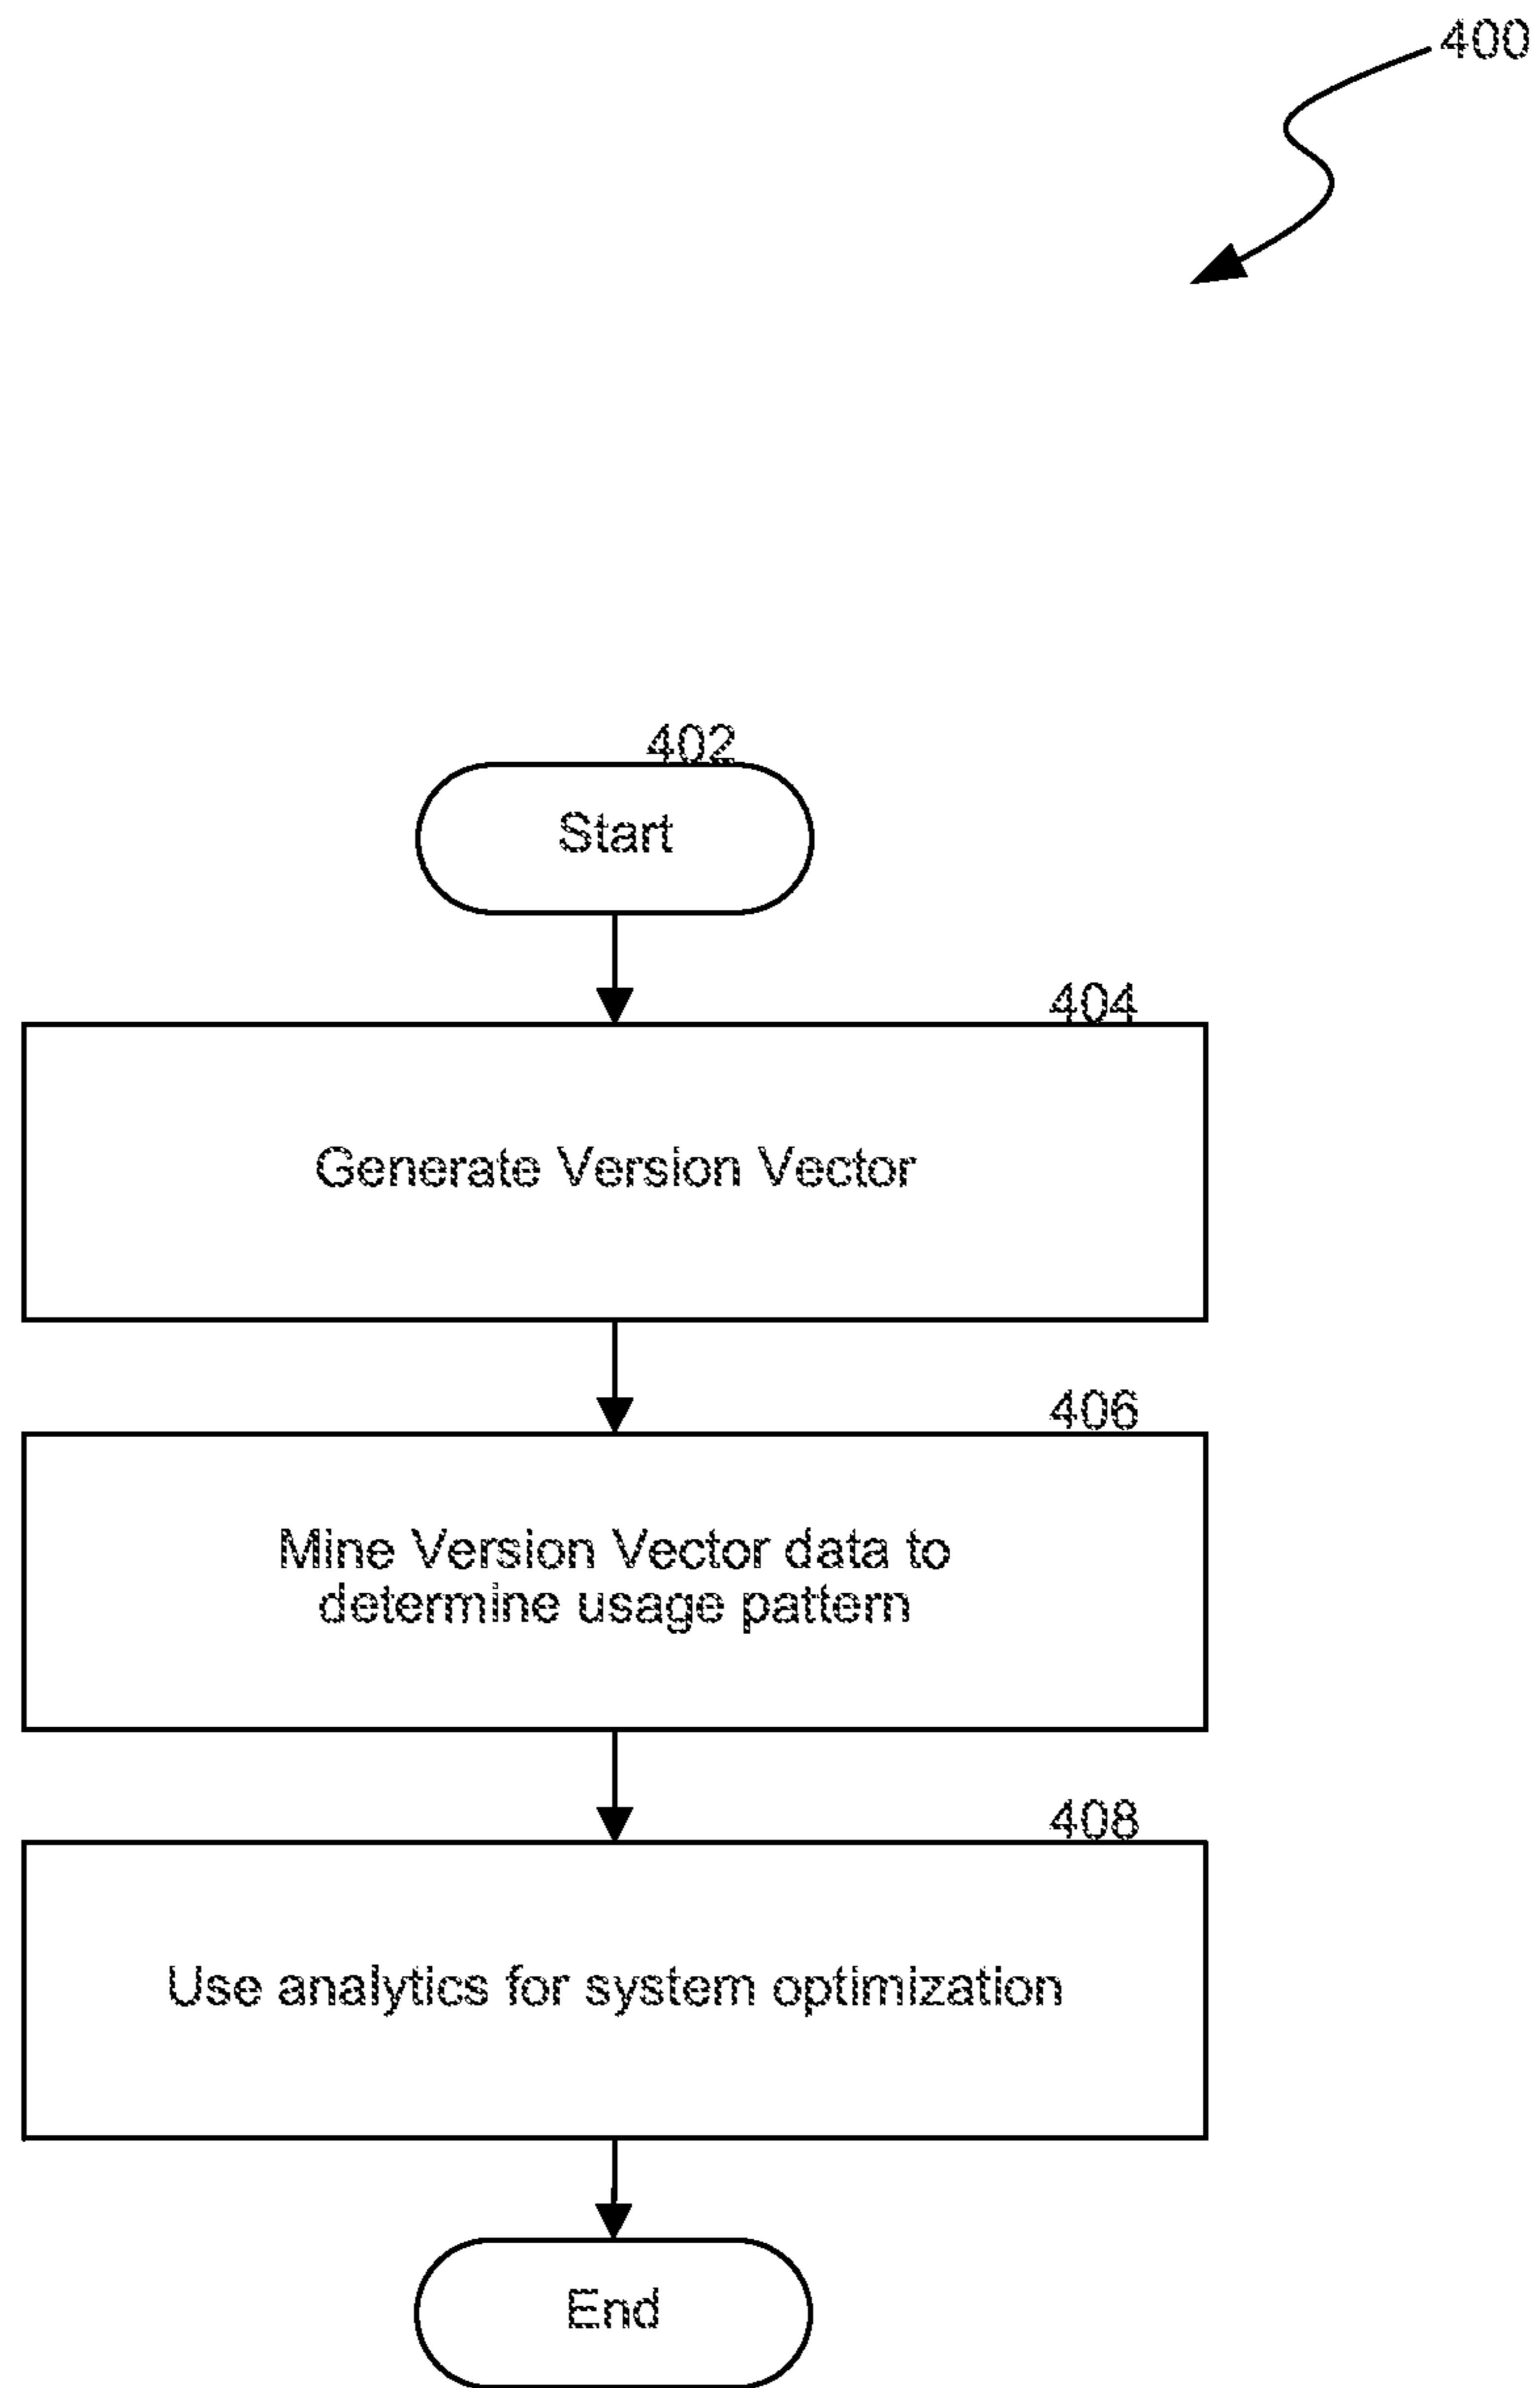 400
402
Start
404
Generate Version Vector
406
Mine Version Vector data to
determine usage pattern
408
Use analytics for system optimization
End